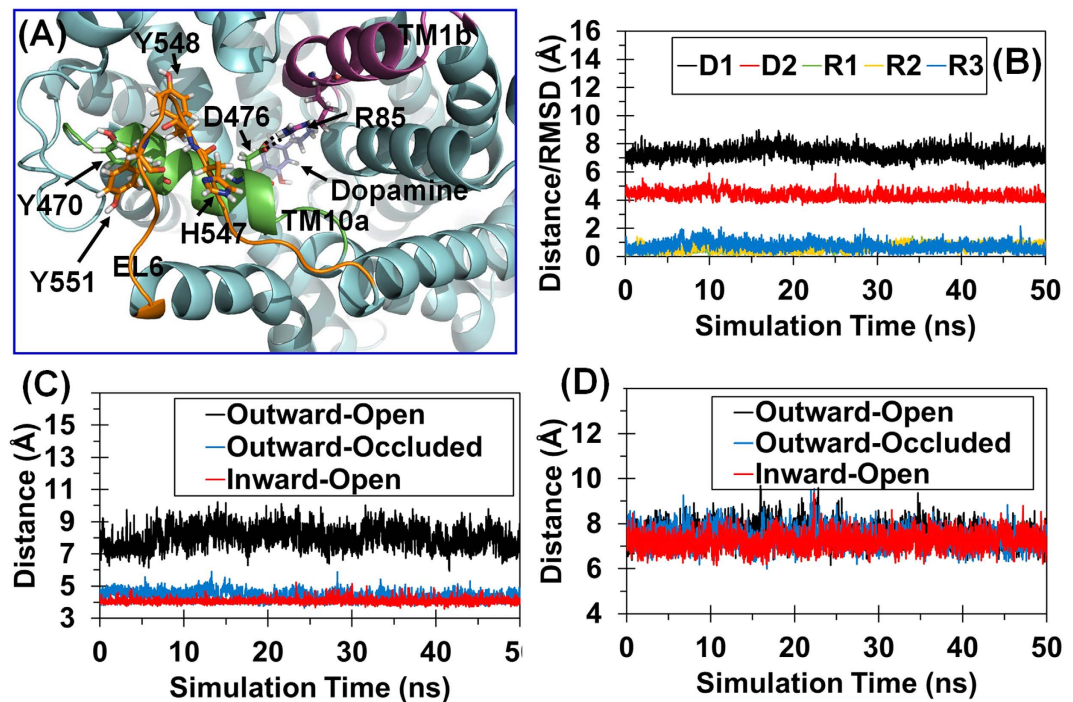 (A)
Y548
TM1b
D476
R85
Dopamine
Y470
H547
TM10a
Y551
EL6
(B)
D1 D2 R1 R2 R3
Distance/RMSD (Å)
16
14
12
10
8
6
4
2
0
0 10 20 30 40 50
Simulation Time (ns)
(C)
Outward-Open
Outward-Occluded
Inward-Open
Distance (Å)
17
15
13
11
9
7
5
3
0 10 20 30 40
Simulation Time (ns)
(D)
Outward-Open
Outward-Occluded
Inward-Open
Distance (Å)
12
10
8
6
4
0 10 20 30 40 50
Simulation Time (ns)